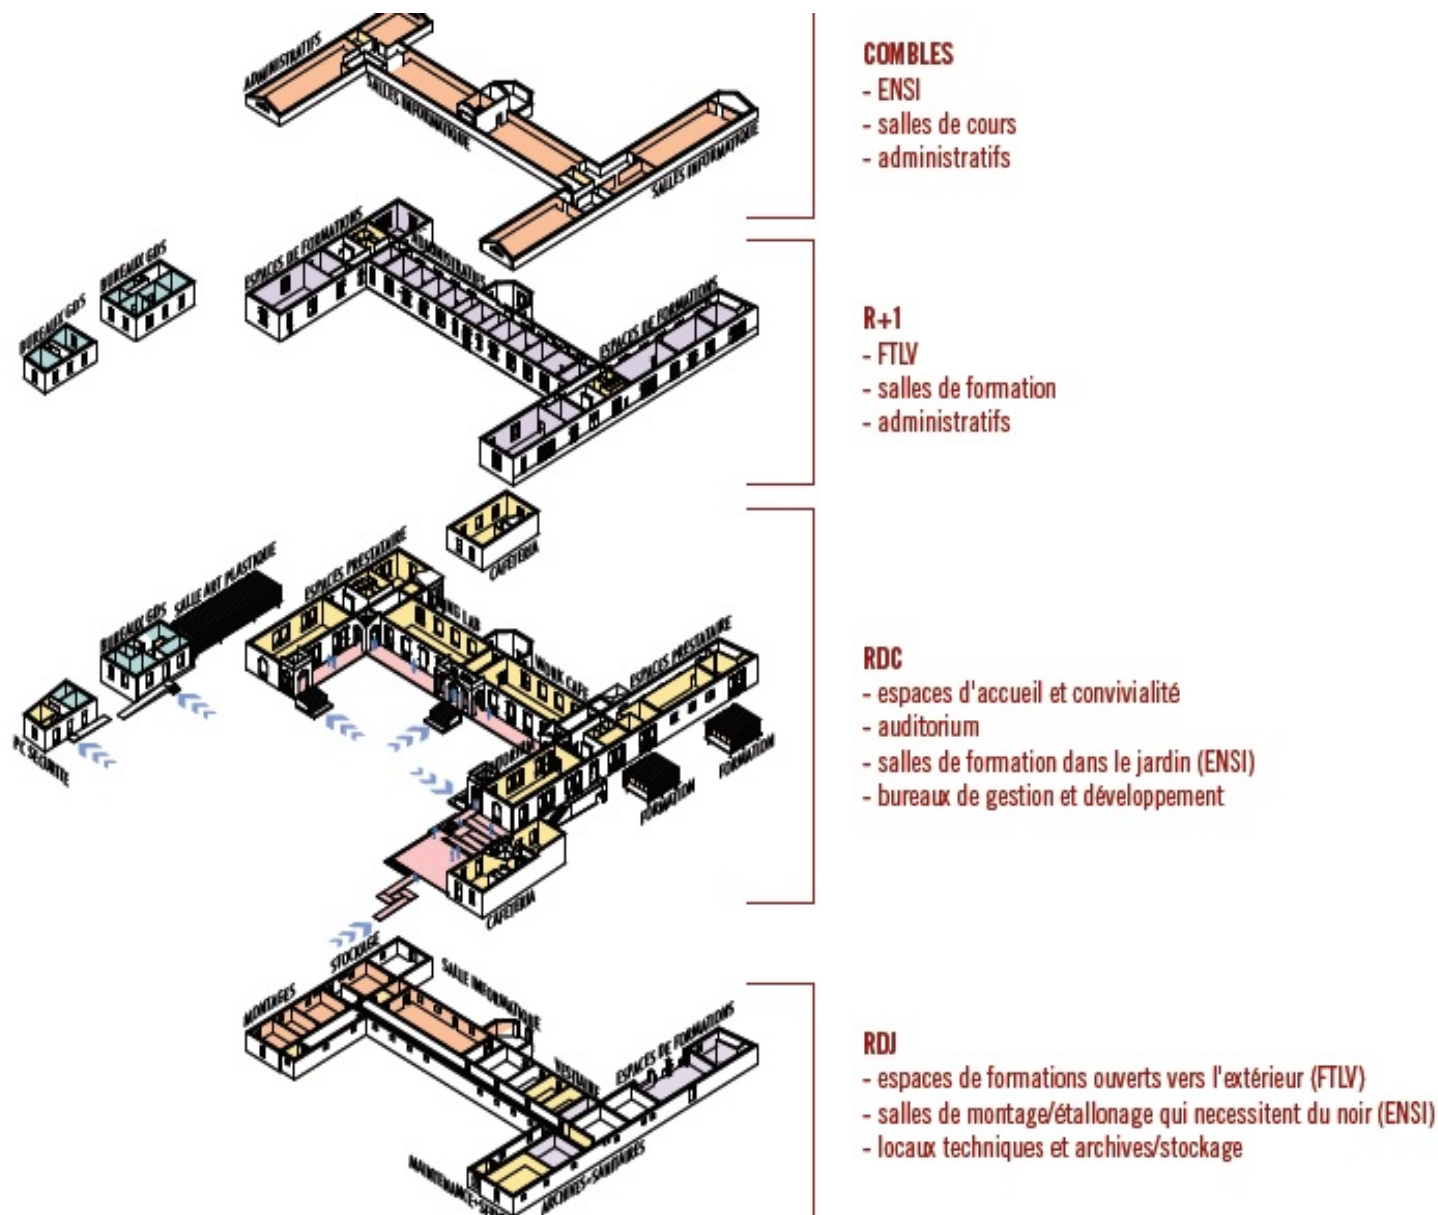 ADMINISTRATIFS
SALLES INFORMATIQUE
SALLES INFORMATIQUE
COMBLES
- ENSI
- salles de cours
- administratifs
BUREAUX GDS
BUREAUX GDS
ESPACES DE FORMATIONS
ADMINISTRATIFS
ESPACES DE FORMATIONS
R+1
- FTLV
- salles de formation
- administratifs
CAFETERIA
PC SECURITE
BUREAUX GDS
SALLE ART PLASTIQUE
ESPACES PRESTATAIRE
LAB
WORK CAFE
ESPACES PRESTATAIRE
FORMATION
FORMATION
CAFETERIA
RDC
- espaces d'accueil et convivialité
- auditorium
- salles de formation dans le jardin (ENSI)
- bureaux de gestion et développement
MONTAGES
STOCKAGE
SALLE INFORMATIQUE
VESTIAIRE
ESPACES DE FORMATIONS
ARCHIVES-SANITAIRES
RDJ
- espaces de formations ouverts vers l'extérieur (FTLV)
- salles de montage/étallonage qui necessitent du noir (ENSI)
- locaux techniques et archives/stockage